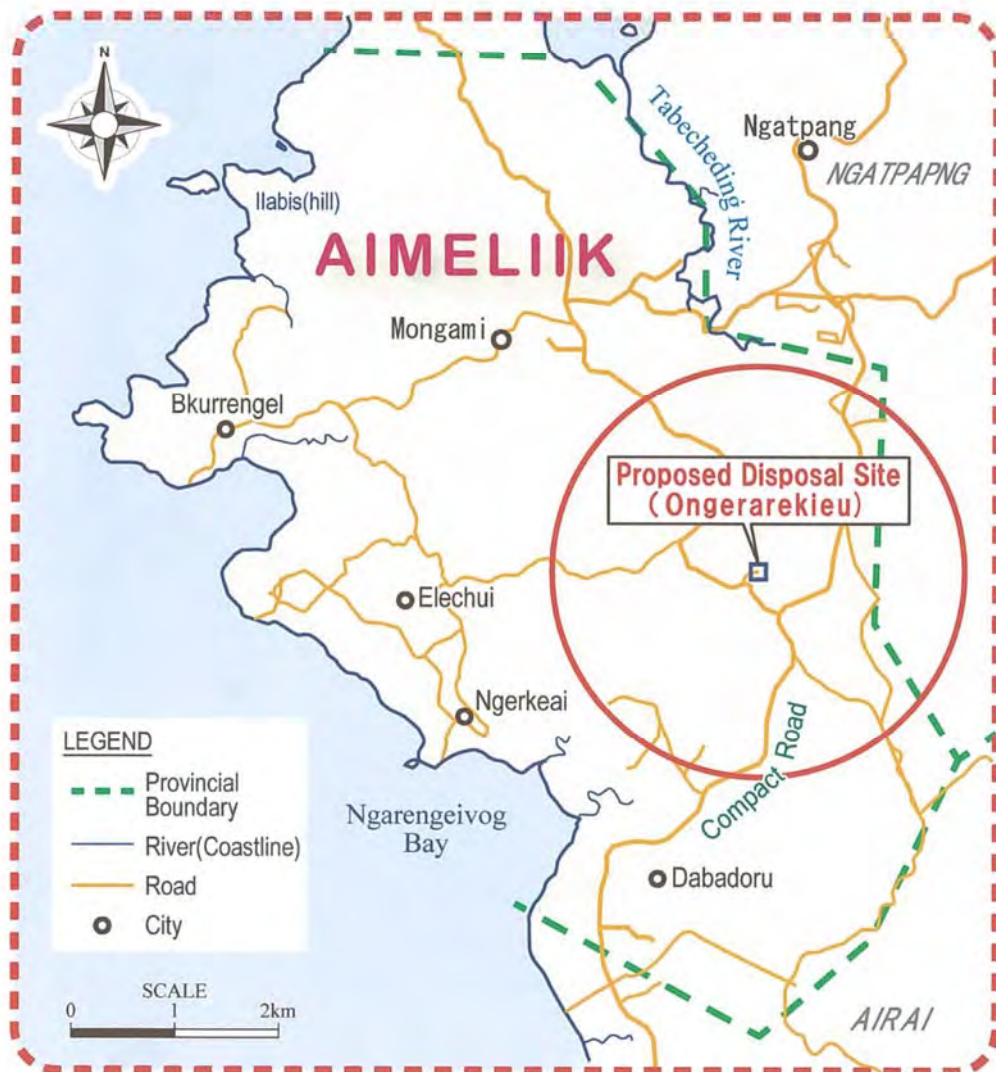 N
Tabecheding River
Ngatpang
NGATPAPNG
Ilabis(hill)
AIMELIIK
Mongami
Bkurrengel
Proposed Disposal Site
(Ongerarekieu)
Elechui
Ngerkeai
LEGEND
Provincial
Boundary
River(Coastline)
Road
City
Ngarengeivog
Bay
Compact Road
Dabadoru
SCALE
0 1 2km
AIRAI